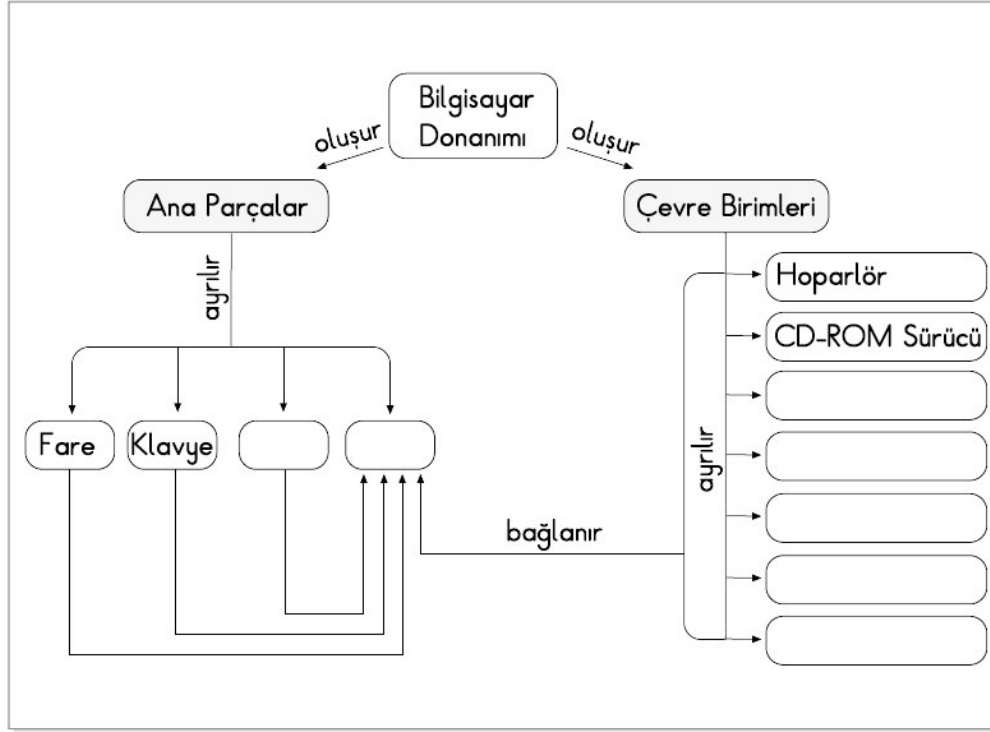 Bilgisayar
Donanımı
oluşur
oluşur
Ana Parçalar
Çevre Birimleri
ayrılır
Hoparlör
CD-ROM Sürücü
Fare
Klavye
ayrılır
bağlanır